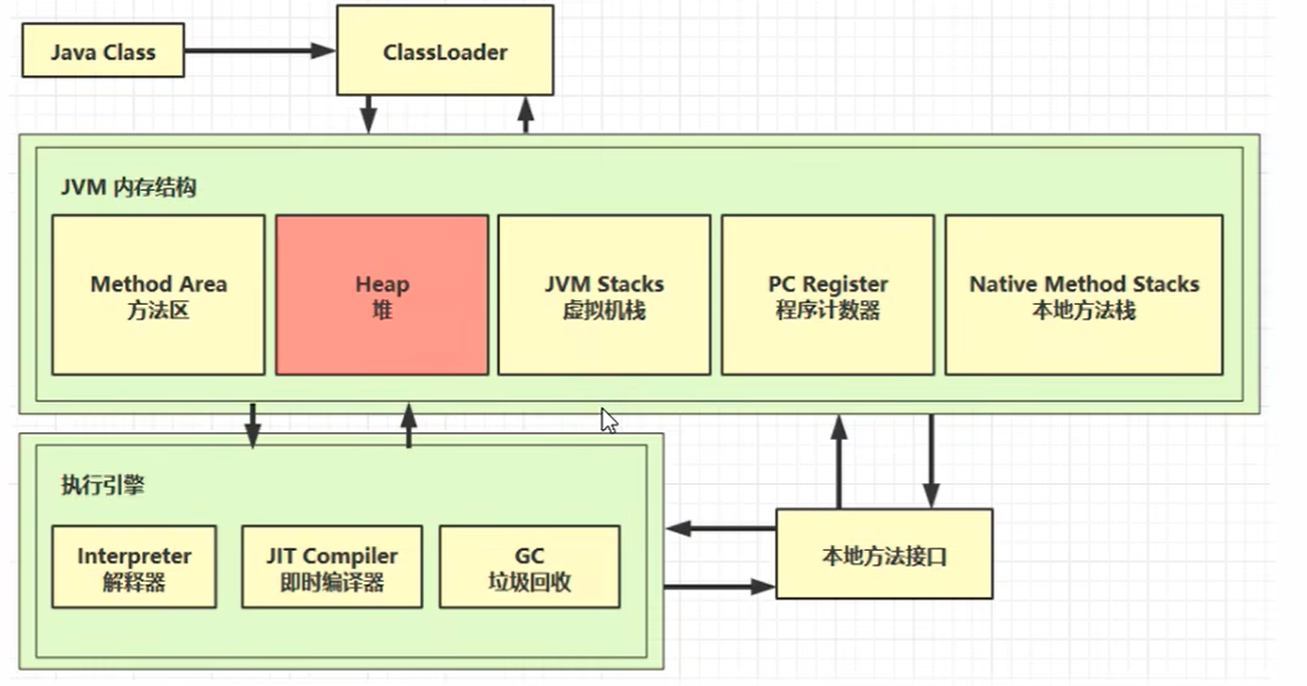 Java Class
ClassLoader
JVM 内存结构
Method Area
方法区
Heap
堆
JVM Stacks
虚拟机栈
PC Register
程序计数器
Native Method Stacks
本地方法栈
执行引擎
Interpreter
解释器
JIT Compiler
即时编译器
GC
垃圾回收
本地方法接口